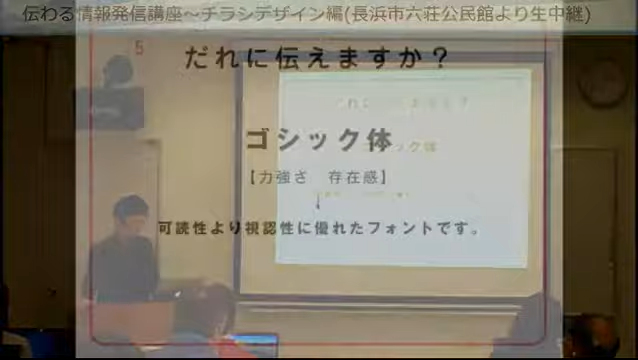 伝わる情報発信講座～チラシデザイン編(長浜市六荘公民館より生中継)
5
だれに伝えますか?
ゴシック体
【力強さ　存在感】
↓
可読性より視認性に優れたフォントです。